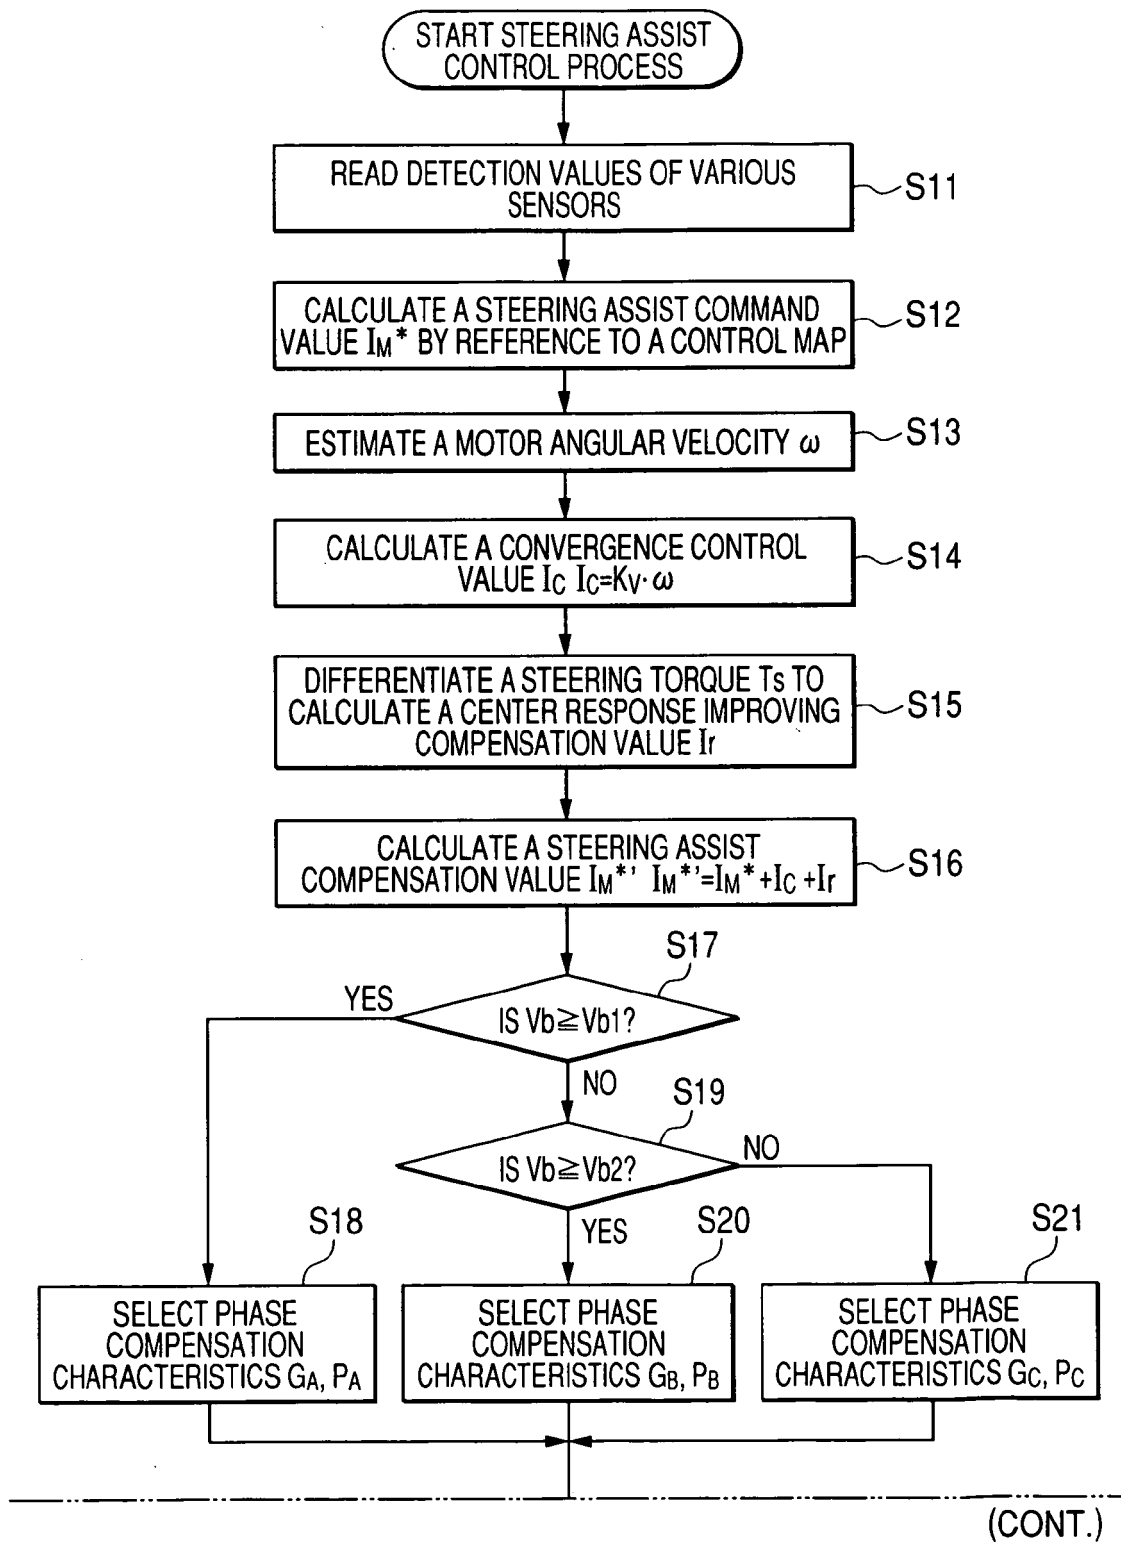 START STEERING ASSIST
CONTROL PROCESS
READ DETECTION VALUES OF VARIOUS
SENSORS
S11
CALCULATE A STEERING ASSIST COMMAND
VALUE IM* BY REFERENCE TO A CONTROL MAP
S12
ESTIMATE A MOTOR ANGULAR VELOCITY ω
S13
CALCULATE A CONVERGENCE CONTROL
VALUE IC IC=KV·ω
S14
DIFFERENTIATE A STEERING TORQUE Ts TO
CALCULATE A CENTER RESPONSE IMPROVING
COMPENSATION VALUE Ir
S15
CALCULATE A STEERING ASSIST
COMPENSATION VALUE IM*' IM*'=IM*+IC+Ir
S16
S17
YES
IS Vb≧Vb1?
NO
S19
IS Vb≧Vb2?
NO
YES
S18
S20
S21
SELECT PHASE
COMPENSATION
CHARACTERISTICS GA, PA
SELECT PHASE
COMPENSATION
CHARACTERISTICS GB, PB
SELECT PHASE
COMPENSATION
CHARACTERISTICS GC, PC
(CONT.)